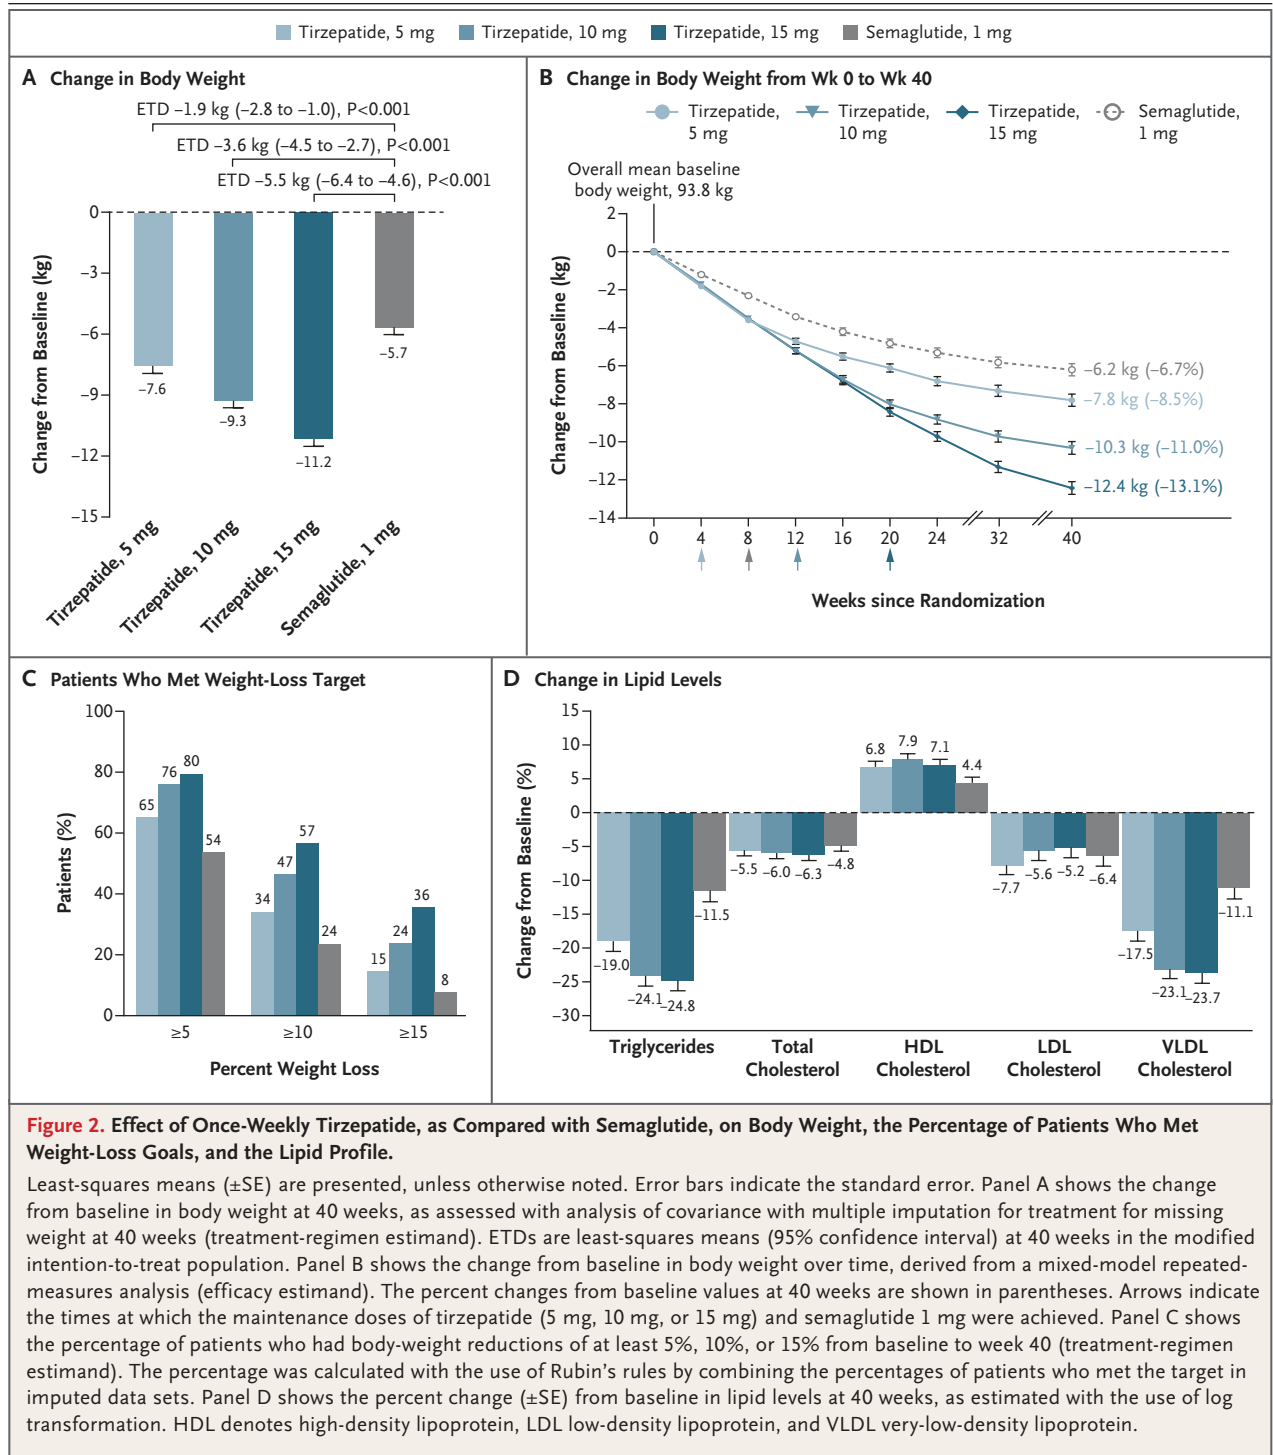 Tirzepatide, 5 mg Tirzepatide, 10 mg Tirzepatide, 15 mg Semaglutide, 1 mg
A Change in Body Weight
ETD –1.9 kg (–2.8 to –1.0), P<0.001
ETD –3.6 kg (–4.5 to –2.7), P<0.001
ETD –5.5 kg (–6.4 to –4.6), P<0.001
Change from Baseline (kg)
0
–3
–6
–9
–12
–15
–7.6
–9.3
–11.2
–5.7
Tirzepatide, 5 mg
Tirzepatide, 10 mg
Tirzepatide, 15 mg
Semaglutide, 1 mg
B Change in Body Weight from Wk 0 to Wk 40
Tirzepatide,
5 mg
Tirzepatide,
10 mg
Tirzepatide,
15 mg
Semaglutide,
1 mg
Overall mean baseline
body weight, 93.8 kg
Change from Baseline (kg)
2
0
–2
–4
–6
–8
–10
–12
–14
–6.2 kg (–6.7%)
–7.8 kg (–8.5%)
–10.3 kg (–11.0%)
–12.4 kg (–13.1%)
0 4 8 12 16 20 24 32 40
Weeks since Randomization
C Patients Who Met Weight-Loss Target
Patients (%)
100
80
60
40
20
0
65 76 80 54
34 47 57 24
15 24 36 8
≥5 ≥10 ≥15
Percent Weight Loss
D Change in Lipid Levels
Change from Baseline (%)
15
10
5
0
–5
–10
–15
–20
–25
–30
–19.0 –24.1 –24.8 –11.5
–5.5 –6.0 –6.3 –4.8
6.8 7.9 7.1 4.4
–7.7 –5.6 –5.2 –6.4
–17.5 –23.1 –23.7 –11.1
Triglycerides
Total
Cholesterol
HDL
Cholesterol
LDL
Cholesterol
VLDL
Cholesterol
Figure 2. Effect of Once-Weekly Tirzepatide, as Compared with Semaglutide, on Body Weight, the Percentage of Patients Who Met
Weight-Loss Goals, and the Lipid Profile.
Least-squares means (±SE) are presented, unless otherwise noted. Error bars indicate the standard error. Panel A shows the change
from baseline in body weight at 40 weeks, as assessed with analysis of covariance with multiple imputation for treatment for missing
weight at 40 weeks (treatment-regimen estimand). ETDs are least-squares means (95% confidence interval) at 40 weeks in the modified
intention-to-treat population. Panel B shows the change from baseline in body weight over time, derived from a mixed-model repeated-
measures analysis (efficacy estimand). The percent changes from baseline values at 40 weeks are shown in parentheses. Arrows indicate
the times at which the maintenance doses of tirzepatide (5 mg, 10 mg, or 15 mg) and semaglutide 1 mg were achieved. Panel C shows
the percentage of patients who had body-weight reductions of at least 5%, 10%, or 15% from baseline to week 40 (treatment-regimen
estimand). The percentage was calculated with the use of Rubin’s rules by combining the percentages of patients who met the target in
imputed data sets. Panel D shows the percent change (±SE) from baseline in lipid levels at 40 weeks, as estimated with the use of log
transformation. HDL denotes high-density lipoprotein, LDL low-density lipoprotein, and VLDL very-low-density lipoprotein.